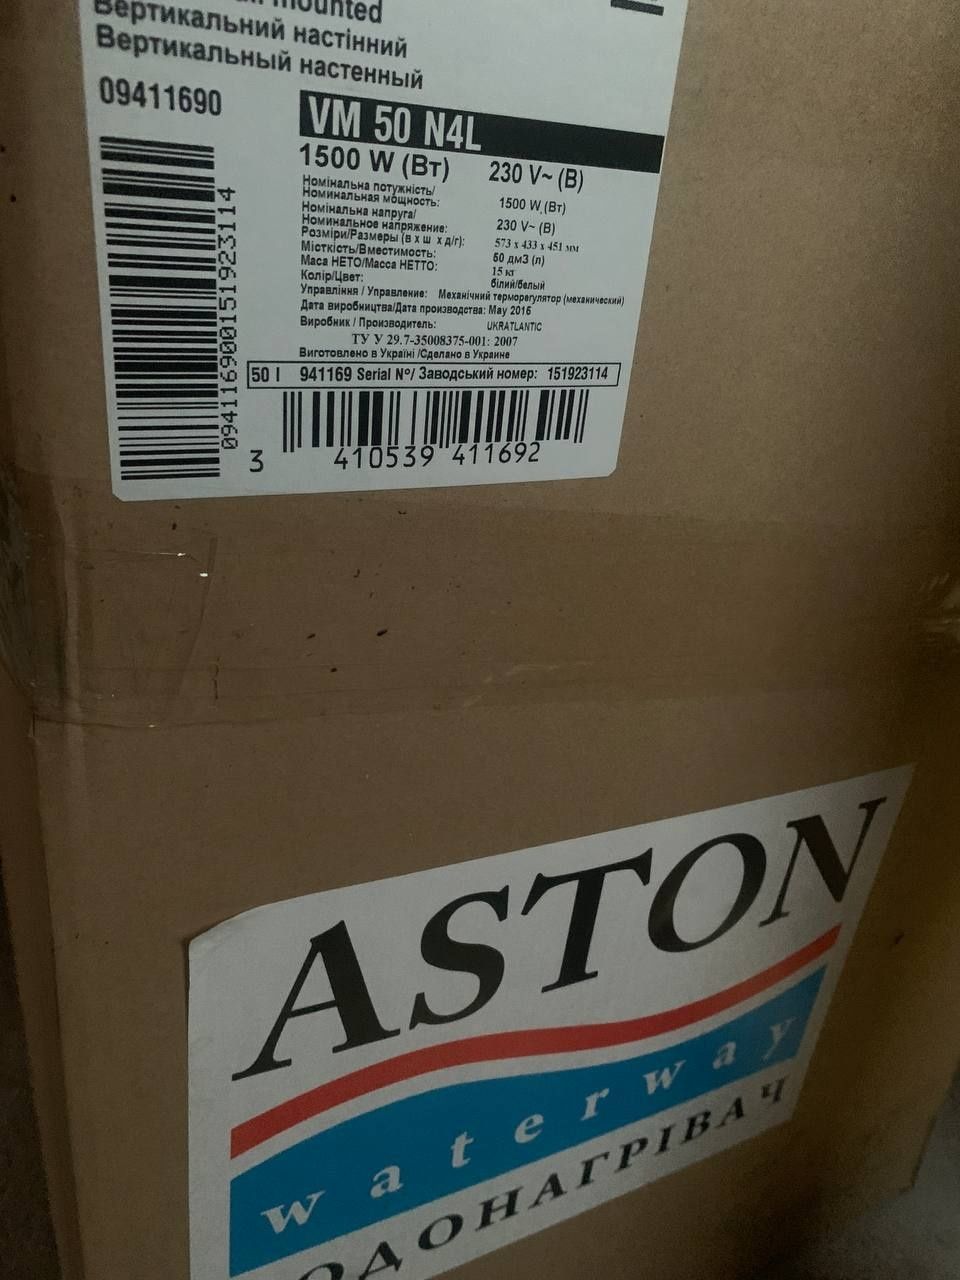 mounted
Вертикальний настінний
Вертикальный настенный
09411690
VM 50 N4L
1500 W (Вт) 230 V~ (В)
Номінальна потужність/
Номинальная мощность: 1500 W (Вт)
Номінальна напруга/
Номинальное напряжение: 230 V~ (В)
Розміри/Размеры (в х ш х д/г): 573 х 433 х 451 мм
Місткість/Вместимость: 50 дм3 (л)
Маса НЕТО/Масса НЕТТО: 15 кг
Колір/Цвет: білий/белый
Управління / Управление: Механічний терморегулятор (механический)
Дата виробництва/Дата производства: May 2016
Виробник / Производитель: UKRATLANTIC
ТУ У 29.7-35008375-001: 2007
Виготовлено в Україні /Сделано в Украине
50 l 941169 Serial N°/ Заводський номер: 151923114
094116900151923114
3 410539 411692
ASTON
waterway
ОДОНАГРІВАЧ